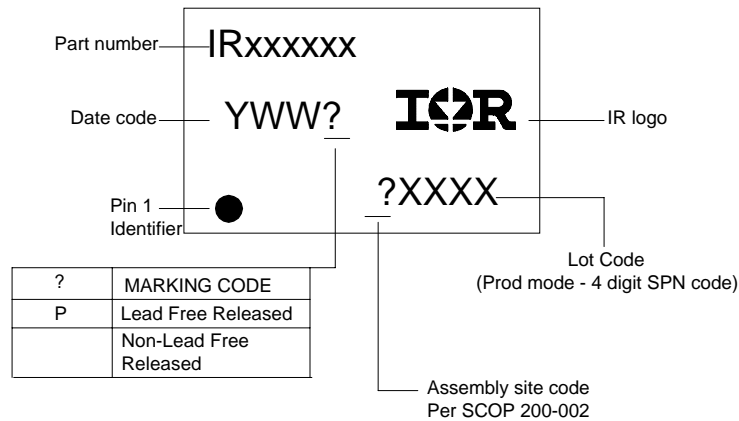 Part number
IRxxxxxx
Date code
YWW?
IOR
IR logo
?XXXX
Pin 1
Identifier
Lot Code
(Prod mode - 4 digit SPN code)
? MARKING CODE
P Lead Free Released
Non-Lead Free
Released
Assembly site code
Per SCOP 200-002